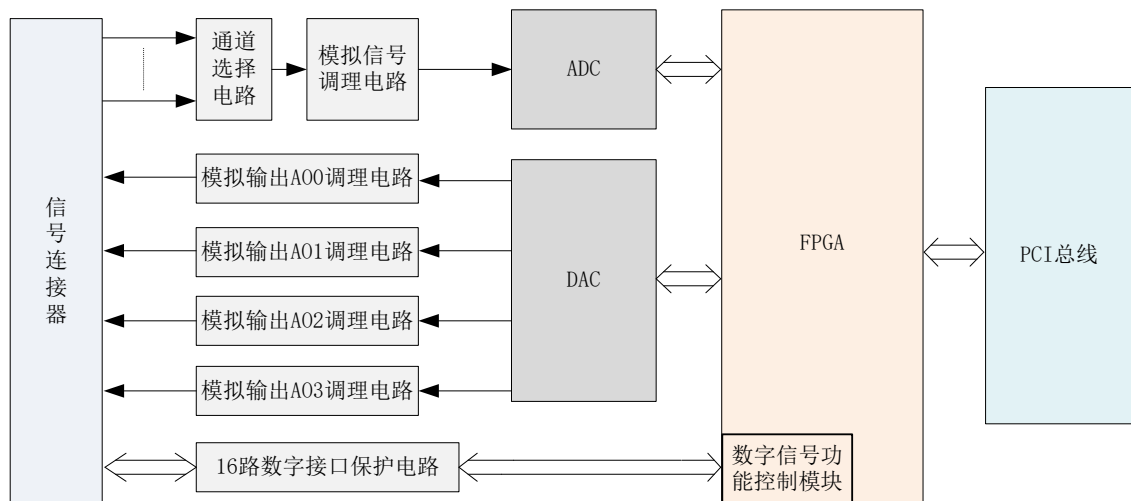 通道
选择
电路
模拟信号
调理电路
ADC
模拟输出AO0调理电路
模拟输出AO1调理电路
模拟输出AO2调理电路
模拟输出AO3调理电路
信
号
连
接
器
DAC
FPGA
PCI总线
16路数字接口保护电路
数字信号功
能控制模块